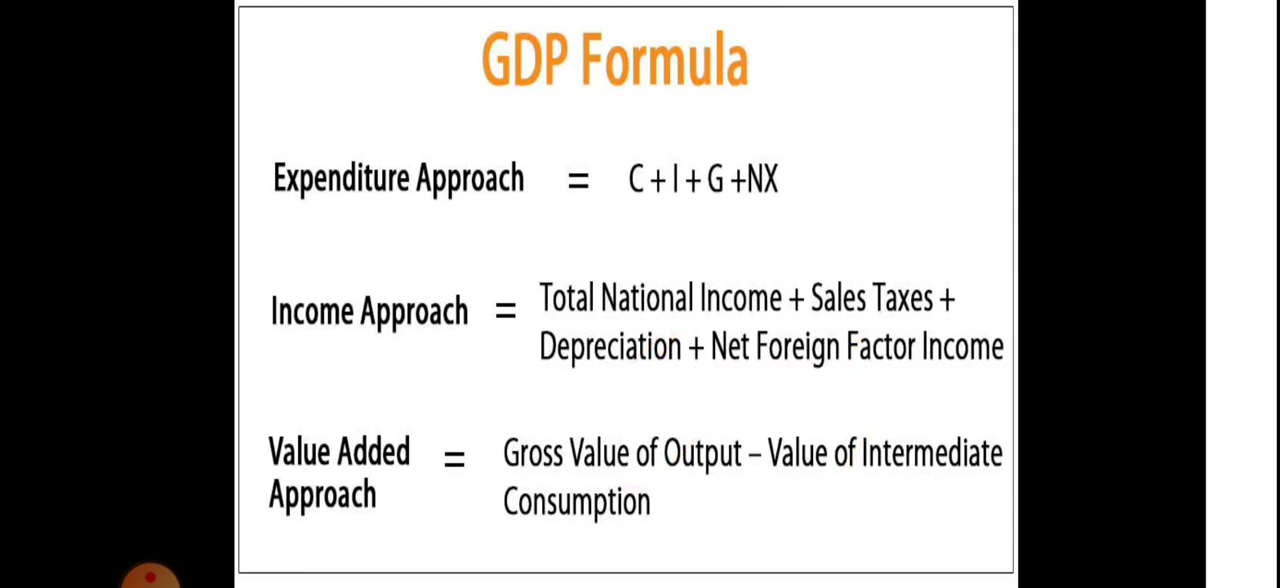 GDP Formula
Expenditure Approach = C + I + G +NX
Income Approach = Total National Income + Sales Taxes +
Depreciation + Net Foreign Factor Income
Value Added = Gross Value of Output – Value of Intermediate
Approach Consumption